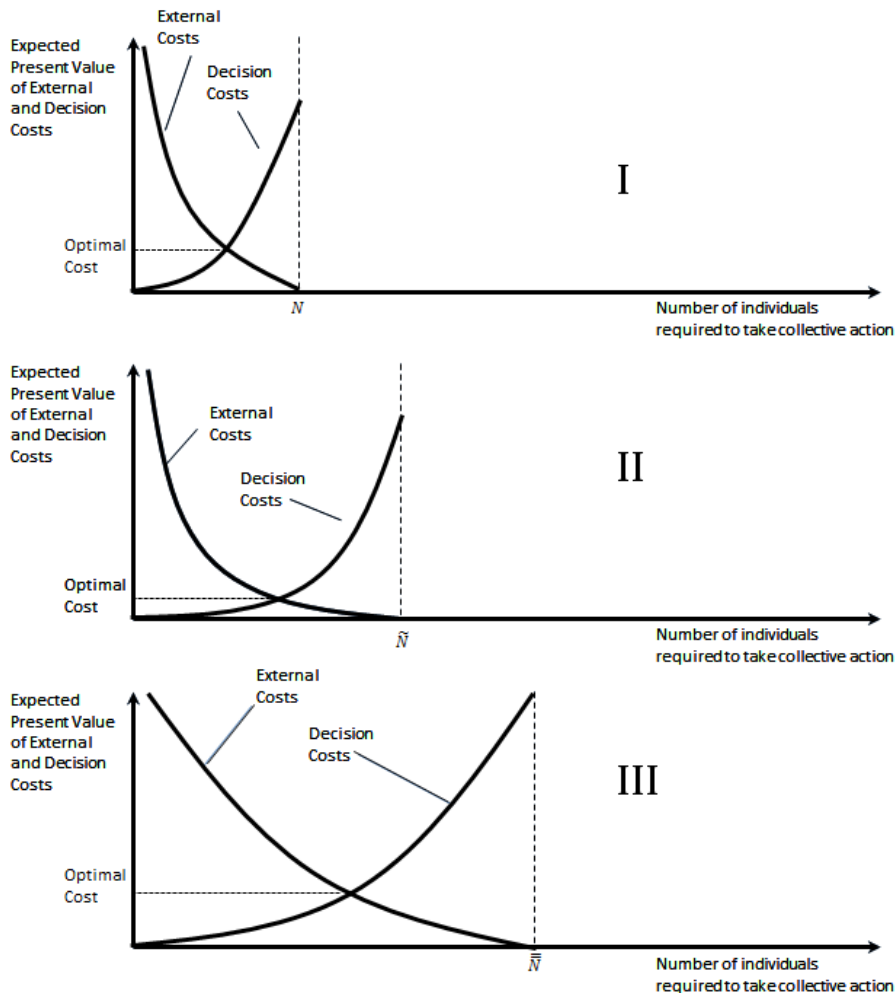 External
Costs
Expected
Present Value
of External
and Decision
Costs
Decision
Costs
I
Optimal
Cost
N
Number of individuals
required to take collective action
Expected
Present Value
of External
and Decision
Costs
External
Costs
Decision
Costs
II
Optimal
Cost
Ñ
Number of individuals
required to take collective action
External
Costs
Expected
Present Value
of External
and Decision
Costs
Decision
Costs
III
Optimal
Cost
N̿
Number of individuals
required to take collective action